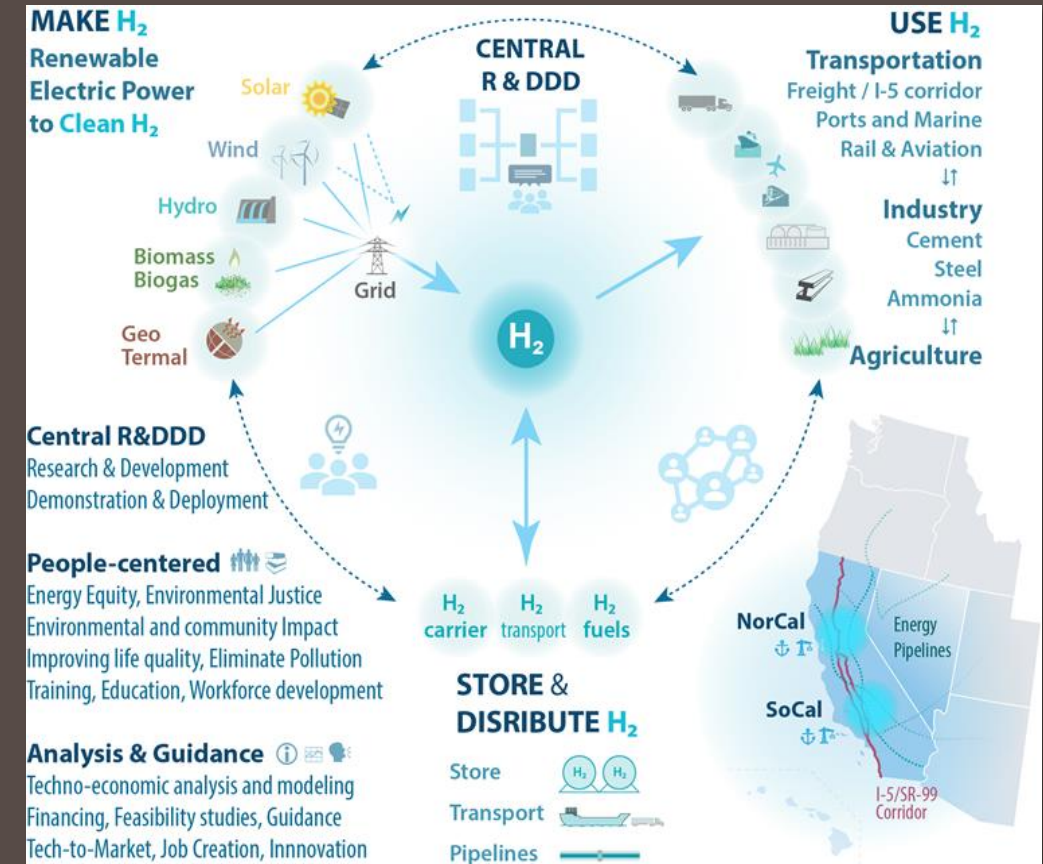 MAKE H₂
Renewable
Electric Power
to Clean H₂
Solar
Wind
Hydro
Biomass
Biogas
Geo
Termal
Grid
CENTRAL
R & DDD
H₂
USE H₂
Transportation
Freight / I-5 corridor
Ports and Marine
Rail & Aviation
↓↑
Industry
Cement
Steel
Ammonia
↓↑
Agriculture
Central R&DDD
Research & Development
Demonstration & Deployment
People-centered
Energy Equity, Environmental Justice
Environmental and community Impact
Improving life quality, Eliminate Pollution
Training, Education, Workforce development
Analysis & Guidance
Techno-economic analysis and modeling
Financing, Feasibility studies, Guidance
Tech-to-Market, Job Creation, Innnovation
H₂ carrier
H₂ transport
H₂ fuels
STORE &
DISRIBUTE H₂
Store
H₂ H₂
Transport
Pipelines
NorCal
SoCal
Energy
Pipelines
I-5/SR-99
Corridor